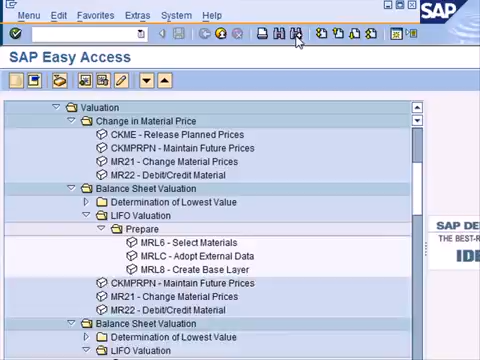 Menu Edit Favorites Extras System Help
SAP
SAP Easy Access
Valuation
Change in Material Price
CKME - Release Planned Prices
CKMPRPN - Maintain Future Prices
MR21 - Change Material Prices
MR22 - Debit/Credit Material
Balance Sheet Valuation
Determination of Lowest Value
LIFO Valuation
Prepare
MRL6 - Select Materials
MRLC - Adopt External Data
MRL8 - Create Base Layer
CKMPRPN - Maintain Future Prices
MR21 - Change Material Prices
MR22 - Debit/Credit Material
Balance Sheet Valuation
Determination of Lowest Value
LIFO Valuation
SAP DE
THE BEST-R
IDE